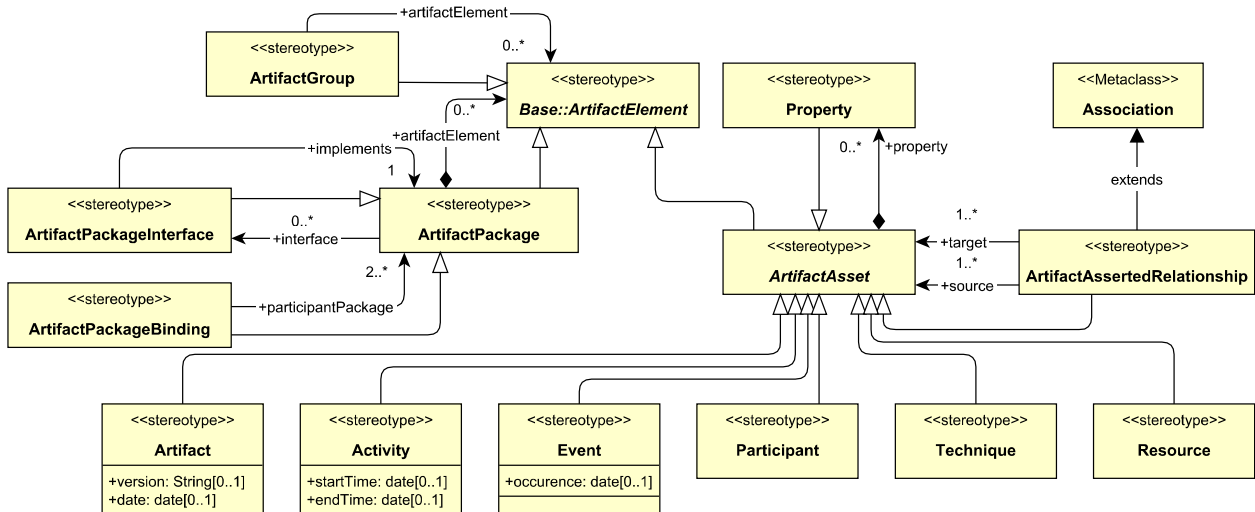 +artifactElement
<<stereotype>>
ArtifactGroup
0..*
<<stereotype>>
Base::ArtifactElement
<<stereotype>>
Property
<<Metaclass>>
Association
0..*
+artifactElement
+implements
1
0..*
+property
extends
<<stereotype>>
ArtifactPackageInterface
0..*
+interface
<<stereotype>>
ArtifactPackage
2..*
<<stereotype>>
ArtifactAsset
1..*
+target
1..*
+source
<<stereotype>>
ArtifactAssertedRelationship
<<stereotype>>
ArtifactPackageBinding
+participantPackage
<<stereotype>>
Artifact
+version: String[0..1]
+date: date[0..1]
<<stereotype>>
Activity
+startTime: date[0..1]
+endTime: date[0..1]
<<stereotype>>
Event
+occurence: date[0..1]
<<stereotype>>
Participant
<<stereotype>>
Technique
<<stereotype>>
Resource